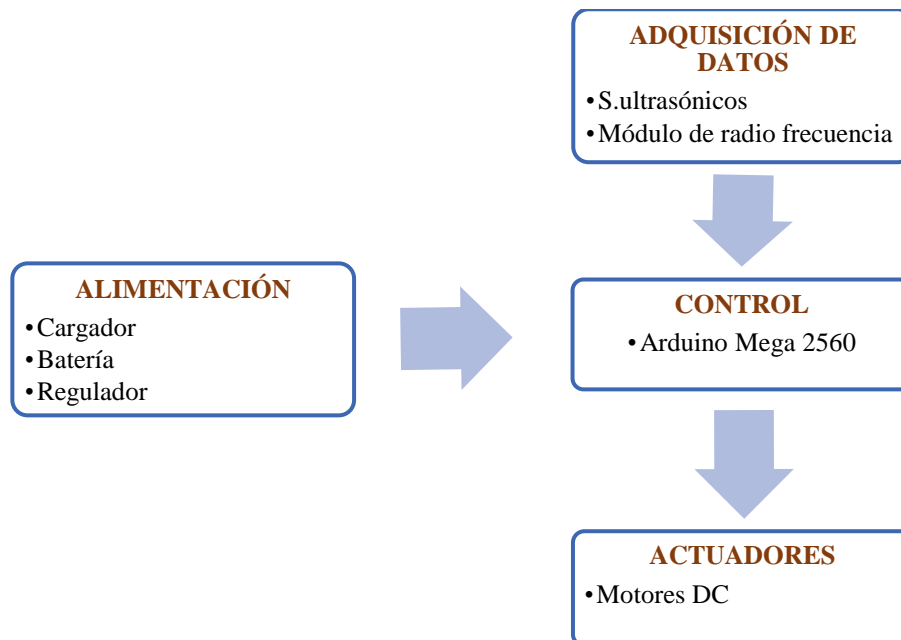 ADQUISICIÓN DE
DATOS
•S.ultrasónicos
•Módulo de radio frecuencia
ALIMENTACIÓN
•Cargador
•Batería
•Regulador
CONTROL
•Arduino Mega 2560
ACTUADORES
•Motores DC